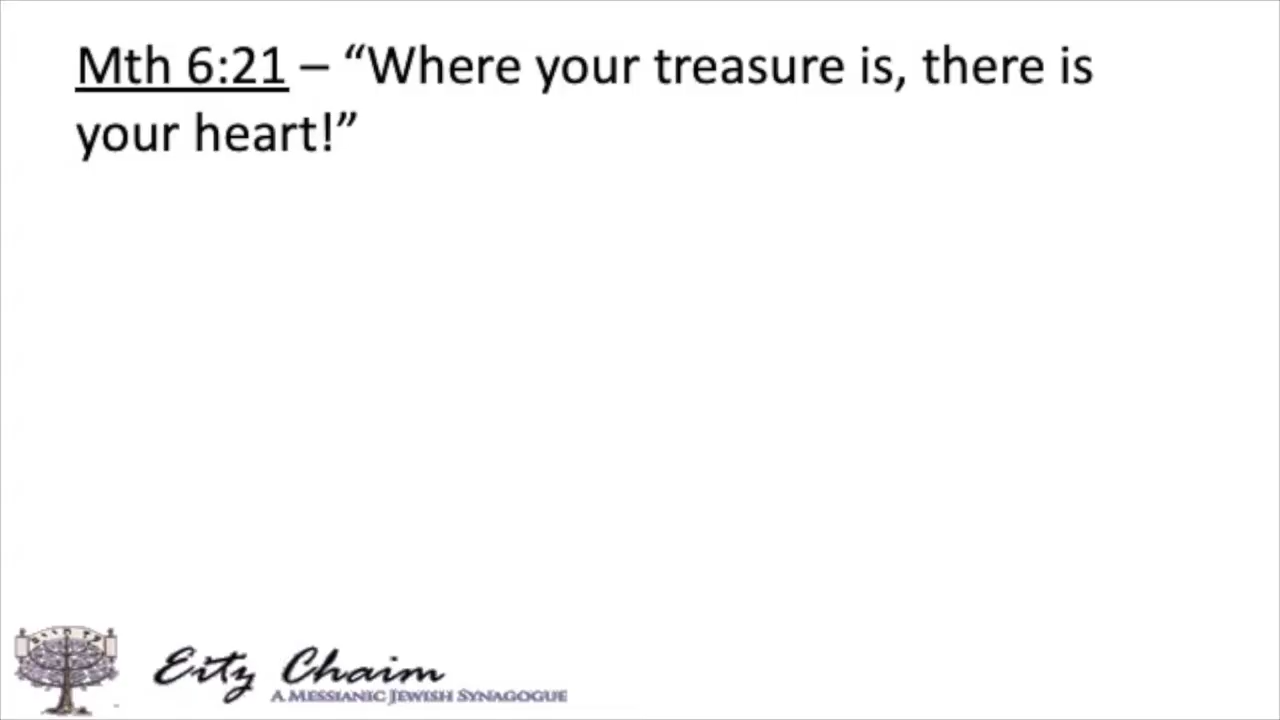 Mth 6:21 – “Where your treasure is, there is
your heart!”
Eitz Chaim
A Messianic Jewish Synagogue